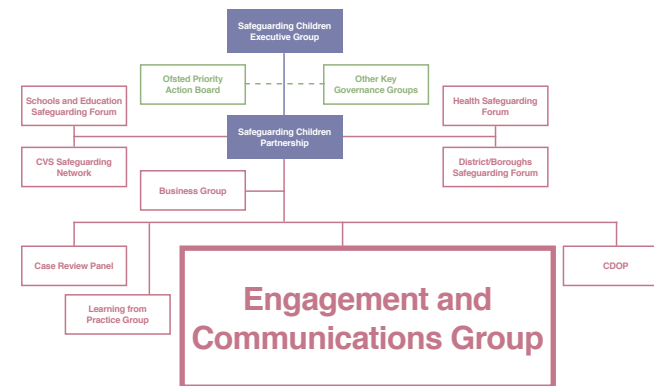 Safeguarding Children
Executive Group
Ofsted Priority
Action Board
Other Key
Governance Groups
Schools and Education
Safeguarding Forum
Health Safeguarding
Forum
Safeguarding Children
Partnership
CVS Safeguarding
Network
District/Boroughs
Safeguarding Forum
Business Group
Case Review Panel
Learning from
Practice Group
Engagement and
Communications Group
CDOP